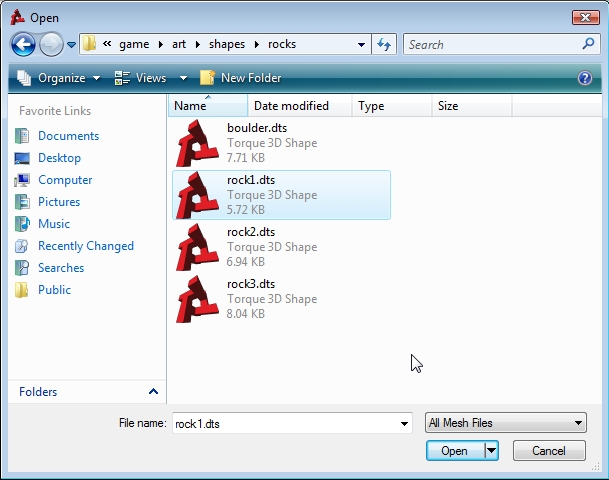 Open
« game art shapes rocks Search
Organize Views New Folder ?
Favorite Links
Documents
Desktop
Computer
Pictures
Music
Recently Changed
Searches
Public
Folders
Name Date modified Type Size
boulder.dts
Torque 3D Shape
7.71 KB
rock1.dts
Torque 3D Shape
5.72 KB
rock2.dts
Torque 3D Shape
6.94 KB
rock3.dts
Torque 3D Shape
8.04 KB
File name: rock1.dts All Mesh Files
Open Cancel